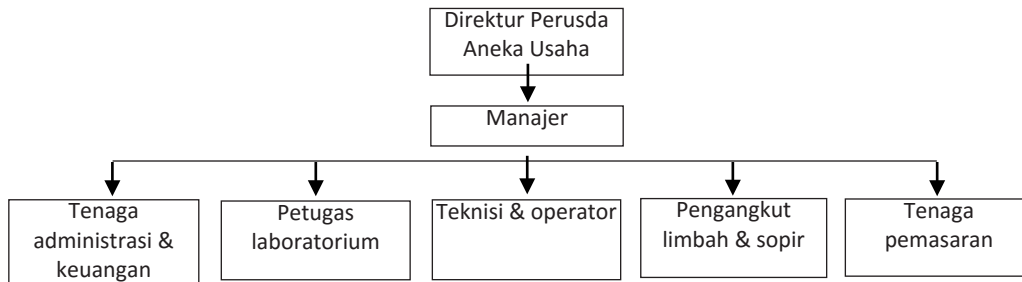 Direktur Perusda
Aneka Usaha
Manajer
Tenaga
administrasi &
keuangan
Petugas
laboratorium
Teknisi & operator
Pengangkut
limbah & sopir
Tenaga
pemasaran